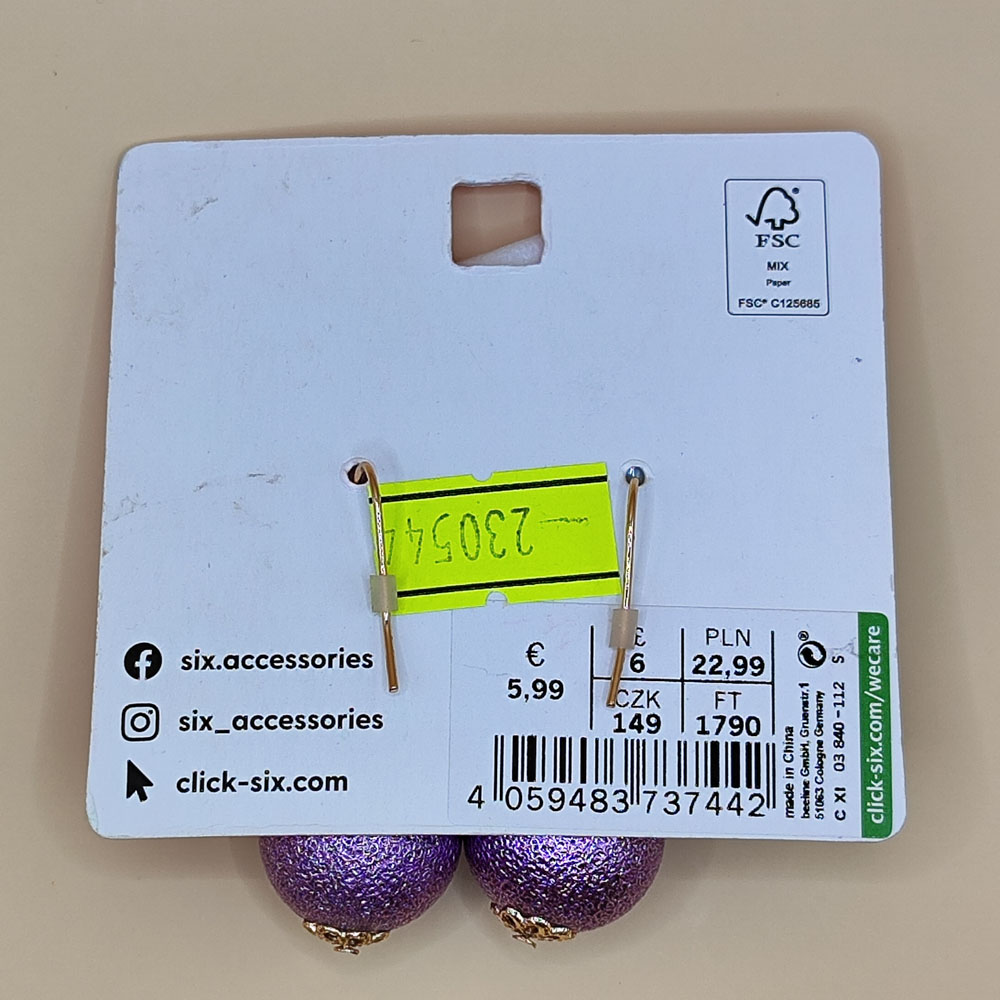 FSC®
MIX
Paper
FSC® C125685
— 230544
six.accessories
six_accessories
click-six.com
€
5,99
£
6
PLN
22,99
CZK
149
FT
1790
4 059483 737442
made in China
beeline GmbH, Gruenstr.1
51063 Cologne Germany
C XI 03 840 - 112 S
click-six.com/wecare